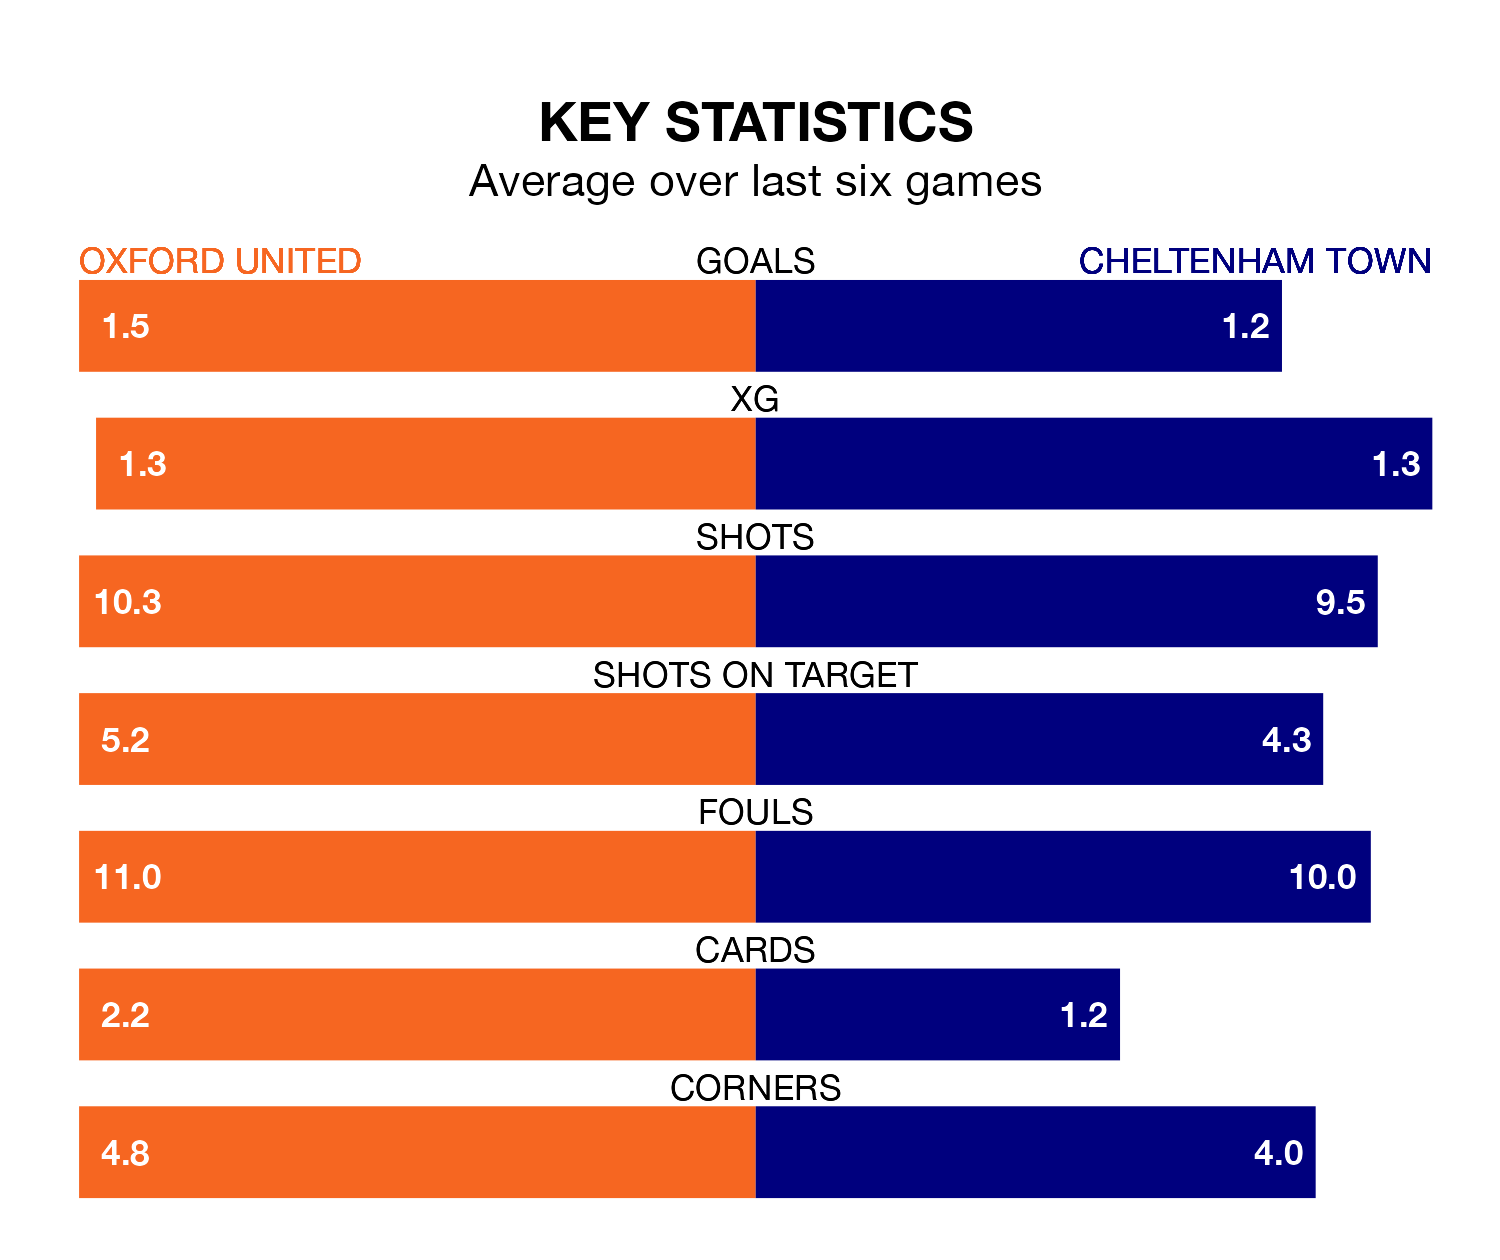 KEY STATISTICS
Average over last six games
OXFORD UNITED GOALS CHELTENHAM TOWN
1.5 1.2
XG
1.3 1.3
SHOTS
10.3 9.5
SHOTS ON TARGET
5.2 4.3
FOULS
11.0 10.0
CARDS
2.2 1.2
CORNERS
4.8 4.0